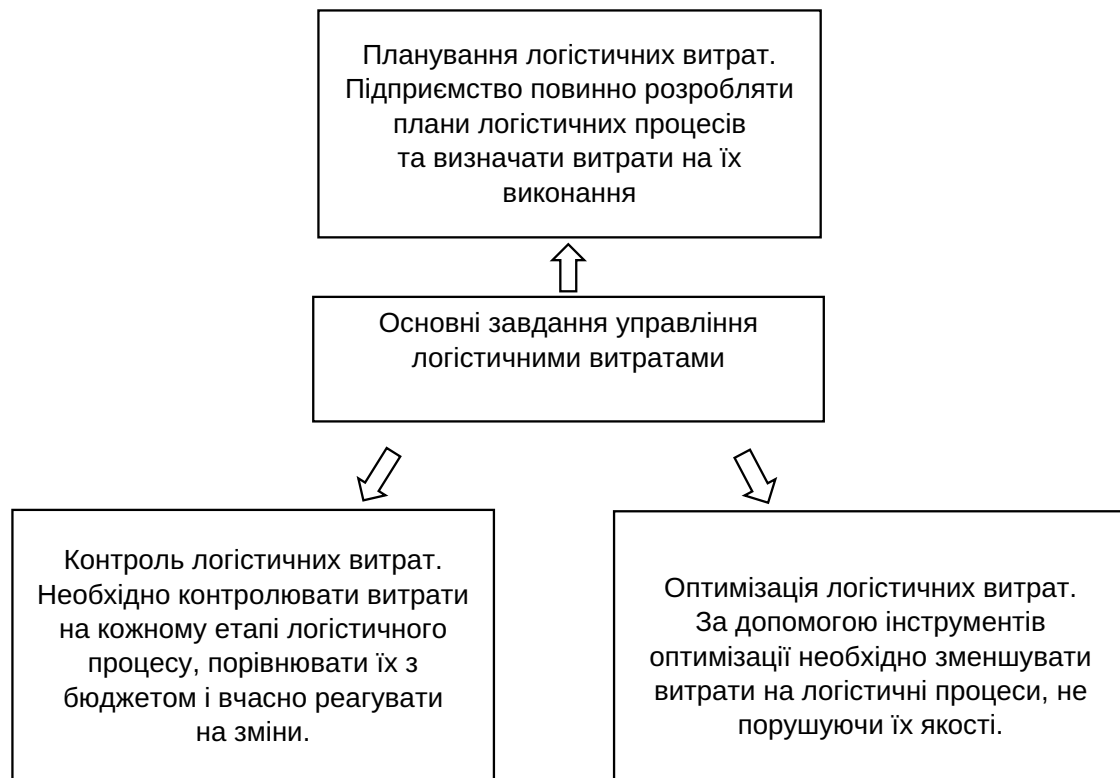 Планування логістичних витрат.
Підприємство повинно розробляти
плани логістичних процесів
та визначати витрати на їх
виконання
Основні завдання управління
логістичними витратами
Контроль логістичних витрат.
Необхідно контролювати витрати
на кожному етапі логістичного
процесу, порівнювати їх з
бюджетом і вчасно реагувати
на зміни.
Оптимізація логістичних витрат.
За допомогою інструментів
оптимізації необхідно зменшувати
витрати на логістичні процеси, не
порушуючи їх якості.